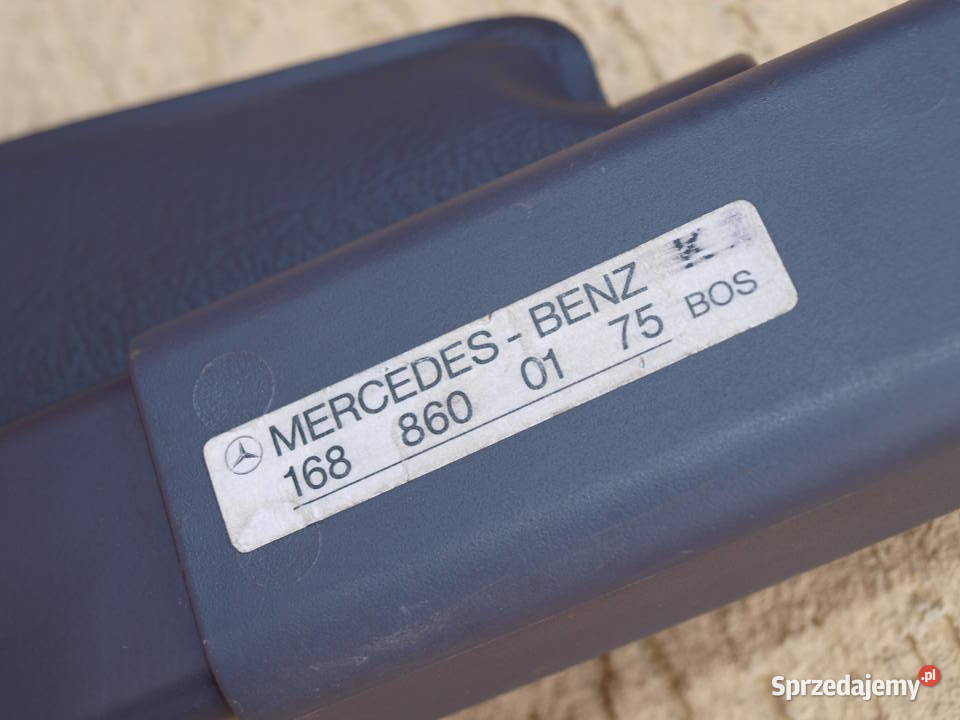 MERCEDES-BENZ K
168 860 01 75 BOS
Sprzedajemy.pl